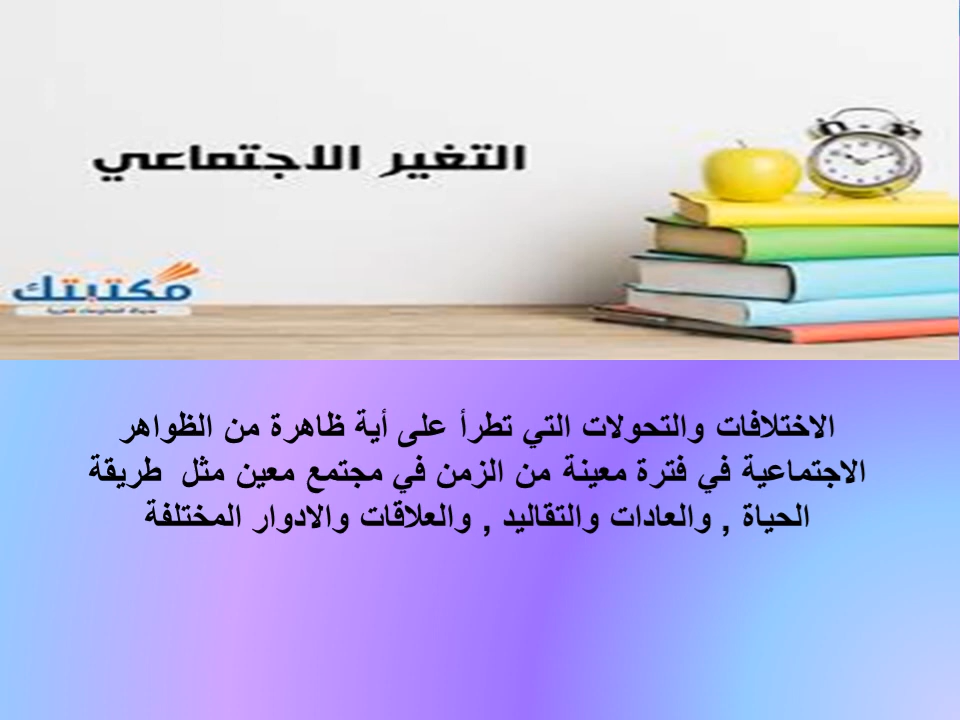 التغير الاجتماعي
مكتبتك
الاختلافات والتحولات التي تطرأ على أية ظاهرة من الظواهر
الاجتماعية في فترة معينة من الزمن في مجتمع معين مثل طريقة
الحياة , والعادات والتقاليد , والعلاقات والادوار المختلفة